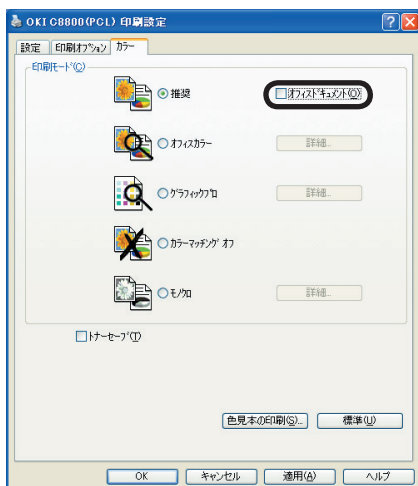 OKI C8800(PCL) 印刷設定
設定 印刷オプション カラー
印刷モード(C)
推奨 オフィスドキュメント(O)
オフィスカラー 詳細...
グラフィックプロ 詳細...
カラーマッチング オフ
モノクロ 詳細...
トナーセーブ(T)
色見本の印刷(S)... 標準(U)
OK キャンセル 適用(A) ヘルプ